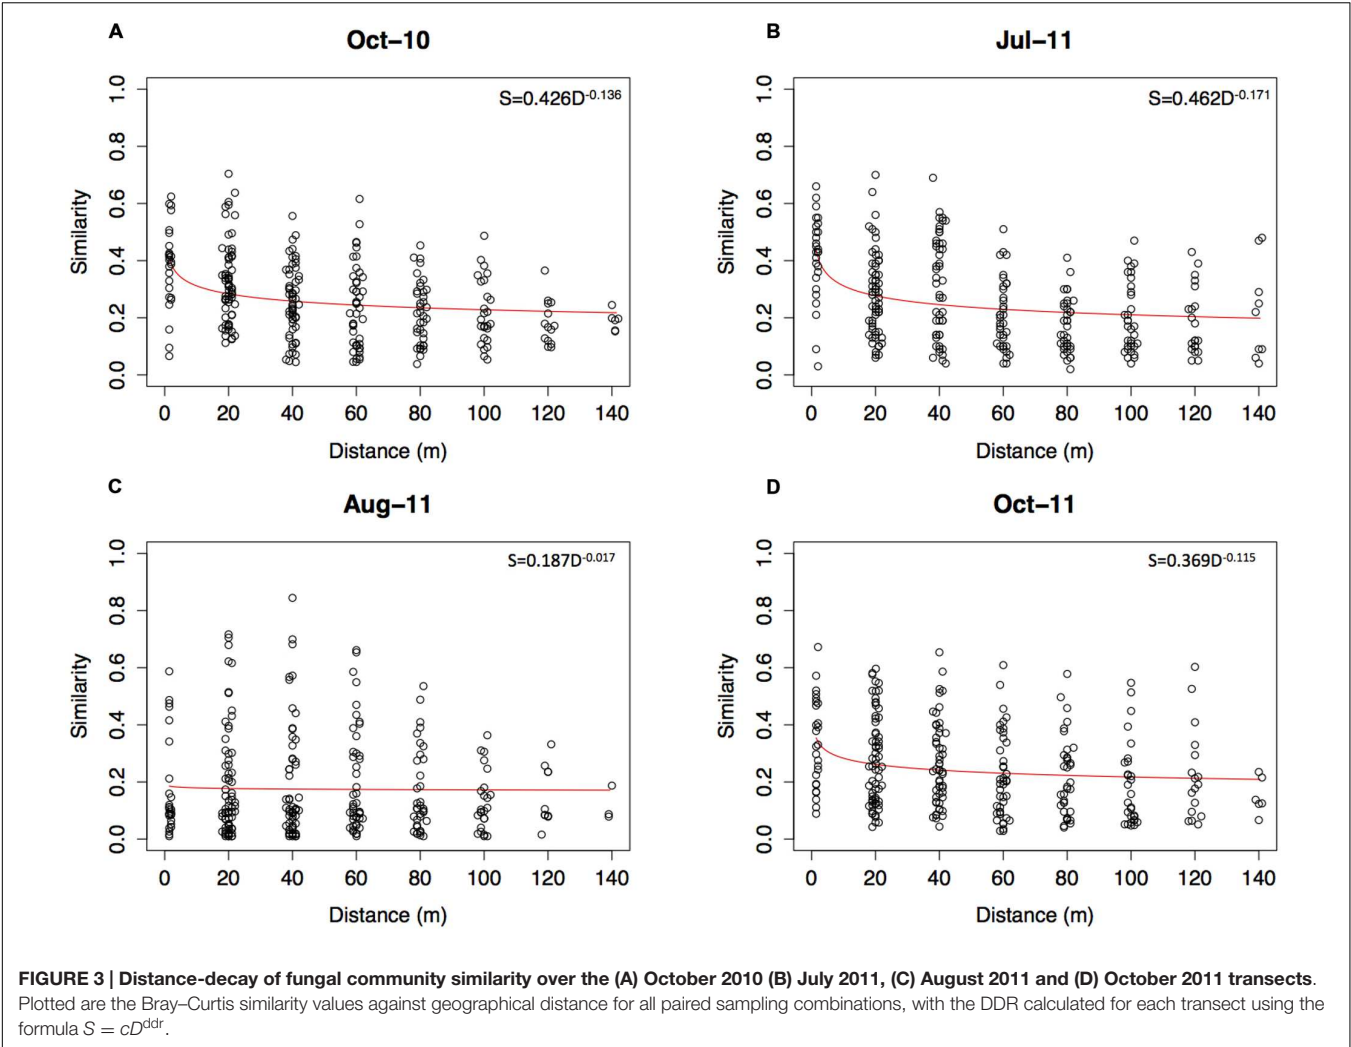 A
Oct–10
S=0.426D-0.136
Similarity
0.0 0.2 0.4 0.6 0.8 1.0
0 20 40 60 80 100 120 140
Distance (m)
B
Jul–11
S=0.462D-0.171
Similarity
0.0 0.2 0.4 0.6 0.8 1.0
0 20 40 60 80 100 120 140
Distance (m)
C
Aug–11
S=0.187D-0.017
Similarity
0.0 0.2 0.4 0.6 0.8 1.0
0 20 40 60 80 100 120 140
Distance (m)
D
Oct–11
S=0.369D-0.115
Similarity
0.0 0.2 0.4 0.6 0.8 1.0
0 20 40 60 80 100 120 140
Distance (m)
FIGURE 3 | Distance-decay of fungal community similarity over the (A) October 2010 (B) July 2011, (C) August 2011 and (D) October 2011 transects.
Plotted are the Bray–Curtis similarity values against geographical distance for all paired sampling combinations, with the DDR calculated for each transect using the
formula S = cDddr.